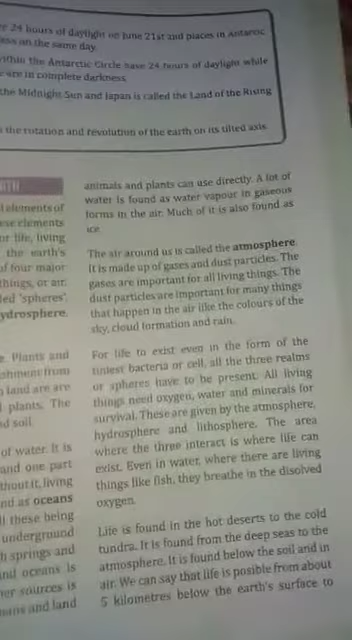 24 hours of daylight on June 21st and places in Antarc
on the same day.
the Antarctic Circle have 24 hours of daylight while
are in complete darkness.
the Midnight Sun and Japan is called the Land of the Rising
the rotation and revolution of the earth on its tilted axis.
elements of
elements
or life, living
the earth's
of four major
things, or air.
'spheres'.
ydrosphere,
Plants and
from
land are are
plants. The
soil.
of water. It is
and one part
thout it, living
nd as oceans
these being
underground
springs and
and oceans is
sources is
and land
animals and plants can use directly. A lot of
water is found as water vapour in gaseous
forms in the air. Much of it is also found as
ice.
The air around us is called the atmosphere.
It is made up of gases and dust particles. The
gases are important for all living things. The
dust particles are important for many things
that happen in the air like the colours of the
sky, cloud formation and rain.
For life to exist even in the form of the
tiniest bacteria or cell, all the three realms
or spheres have to be present. All living
things need oxygen, water and minerals for
survival. These are given by the atmosphere,
hydrosphere and lithosphere. The area
where the three interact is where life can
exist. Even in water, where there are living
things like fish, they breathe in the disolved
oxygen.
Life is found in the hot deserts to the cold
tundra. It is found from the deep seas to the
atmosphere. It is found below the soil and in
air. We can say that life is posible from about
5 kilometres below the earth's surface to